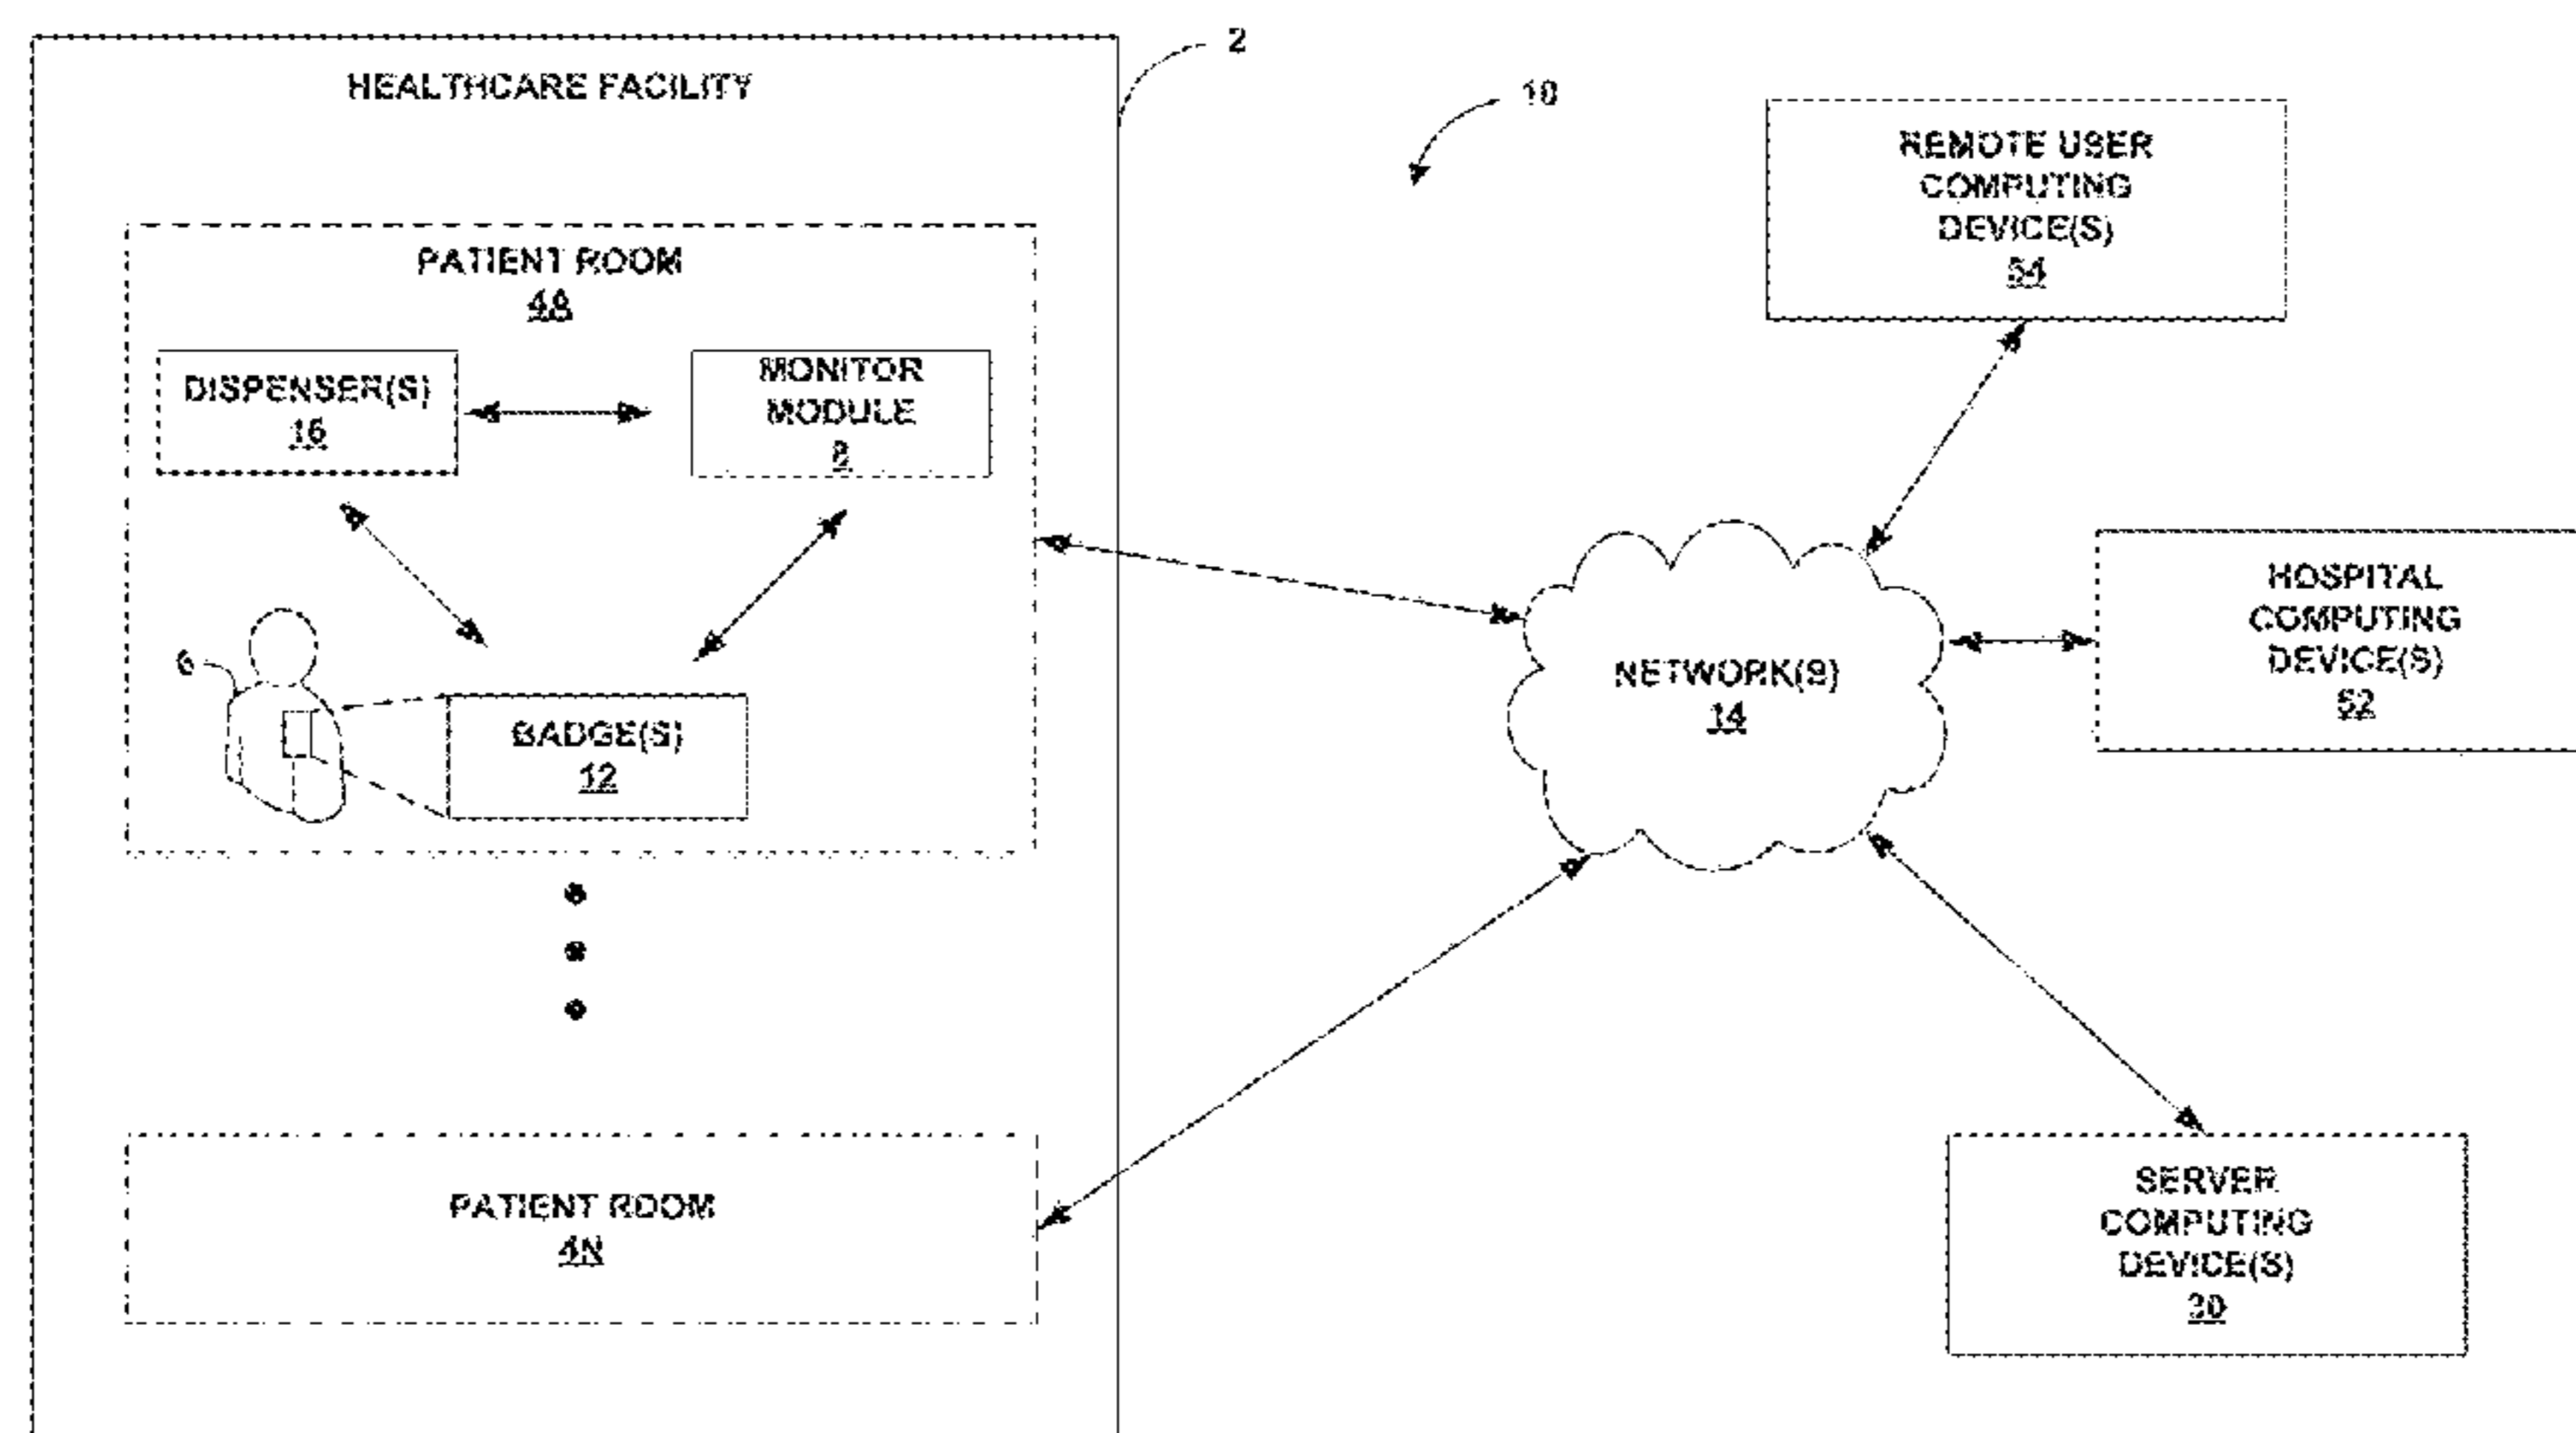 2
HEALTHCARE FACILITY
10
REMOTE USER
COMPUTING
DEVICE(S)
54
PATIENT ROOM
4A
DISPENSER(S)
16
MONITOR
MODULE
8
HOSPITAL
COMPUTING
DEVICE(S)
52
6
NETWORK(S)
14
BADGE(S)
12
PATIENT ROOM
4N
SERVER
COMPUTING
DEVICE(S)
30